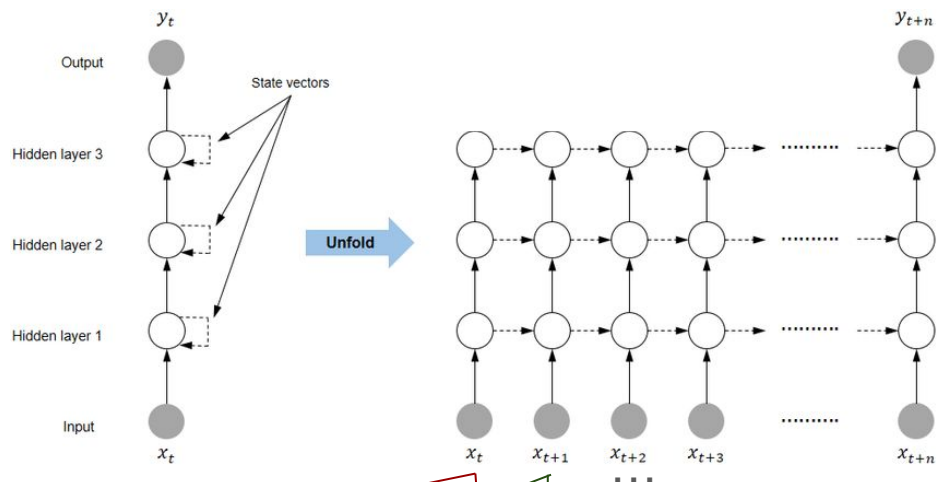 y_t
y_{t+n}
Output
State vectors
Hidden layer 3
..........
Hidden layer 2
Unfold
..........
Hidden layer 1
..........
Input
..........
x_t
x_t
x_{t+1}
x_{t+2}
x_{t+3}
x_{t+n}
...